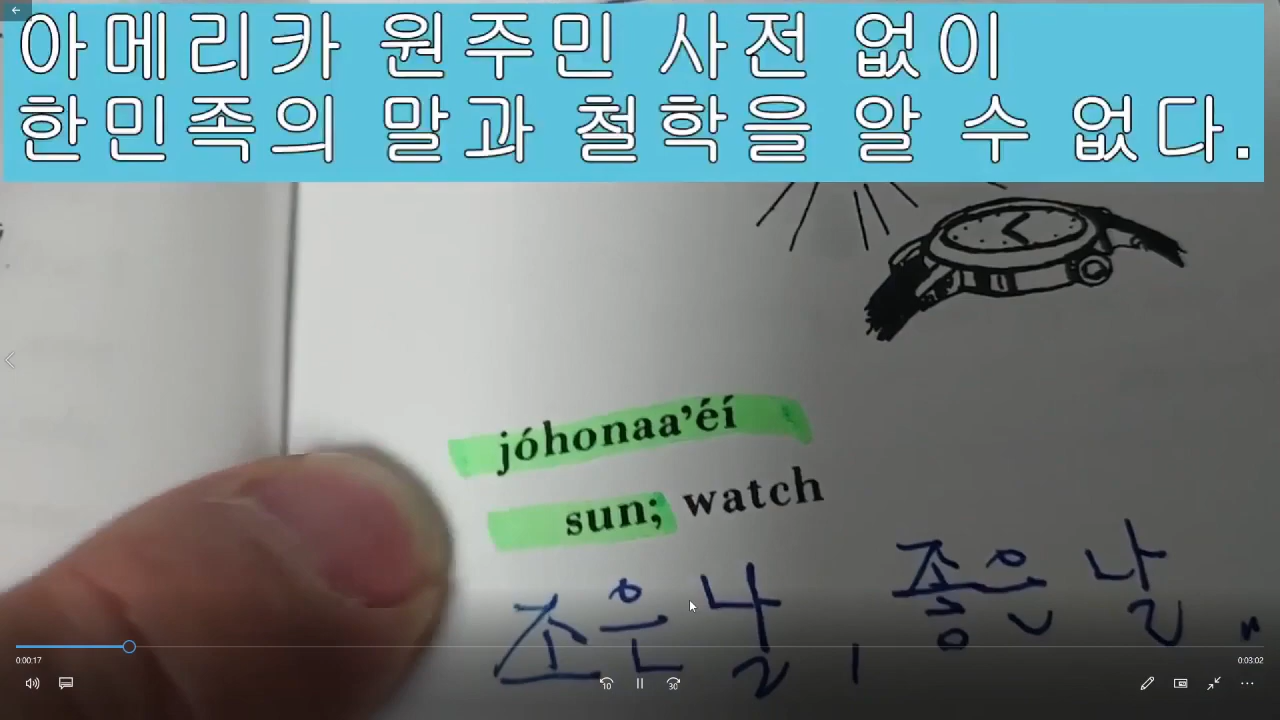 아메리카 원주민 사전 없이
한민족의 말과 철학을 알 수 없다.
jóhonaa'éí
sun; watch
조은 날, 좋은 날
0:00:17
0:03:02
10
30